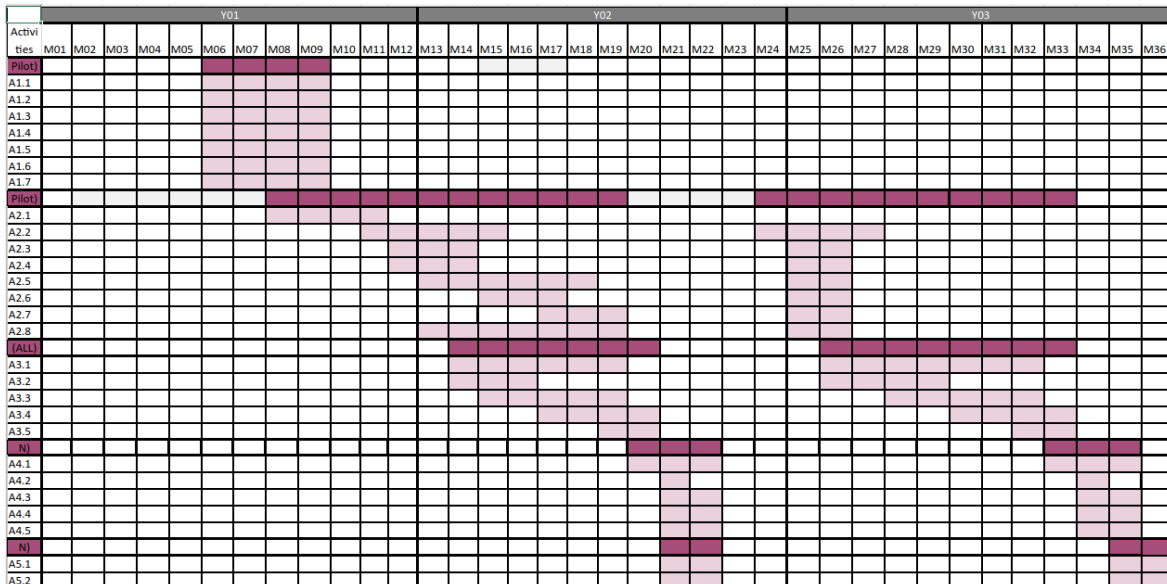 Y01 Y02 Y03
Activi
ties M01 M02 M03 M04 M05 M06 M07 M08 M09 M10 M11 M12 M13 M14 M15 M16 M17 M18 M19 M20 M21 M22 M23 M24 M25 M26 M27 M28 M29 M30 M31 M32 M33 M34 M35 M36
Pilot)
A1.1
A1.2
A1.3
A1.4
A1.5
A1.6
A1.7
Pilot)
A2.1
A2.2
A2.3
A2.4
A2.5
A2.6
A2.7
A2.8
(ALL)
A3.1
A3.2
A3.3
A3.4
A3.5
N)
A4.1
A4.2
A4.3
A4.4
A4.5
N)
A5.1
A5.2